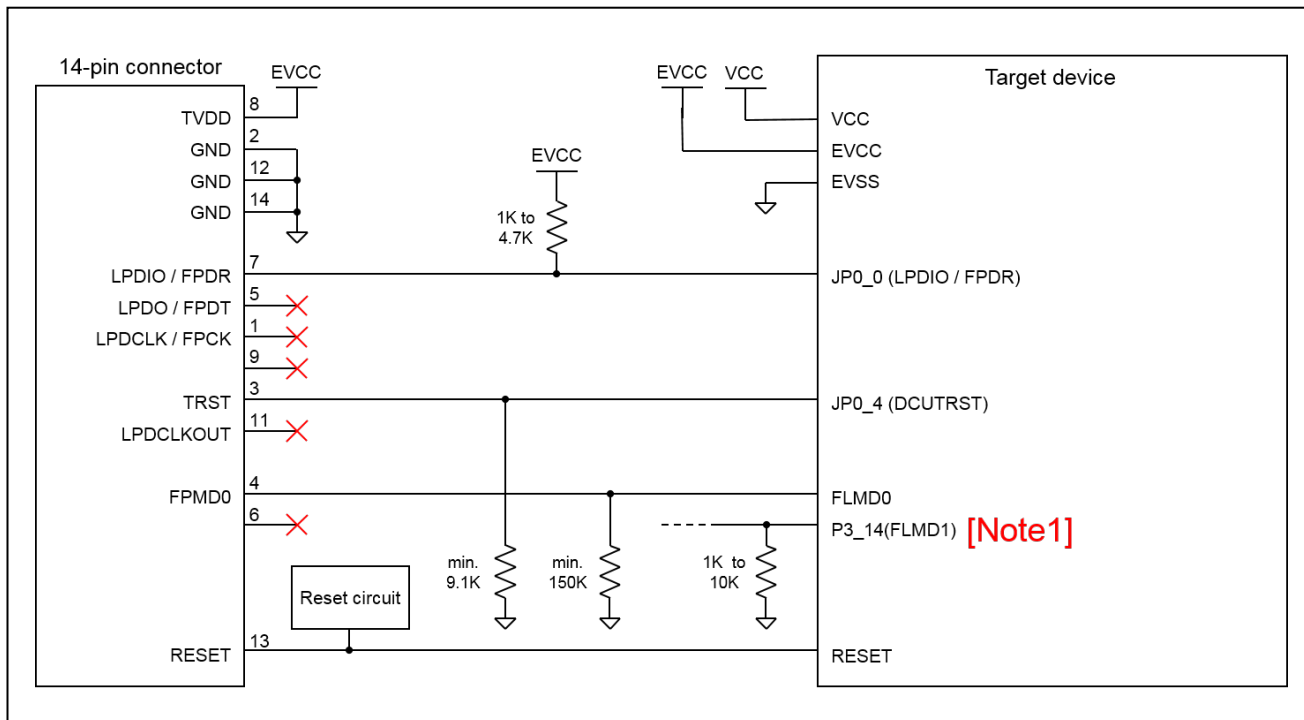 14-pin connector
EVCC
8
TVDD
2
GND
12
GND
14
GND
7
LPDIO / FPDR
5
LPDO / FPDT
1
LPDCLK / FPCK
9
3
TRST
11
LPDCLKOUT
4
FPMD0
6
13
RESET
Reset circuit
EVCC
1K to
4.7K
min.
9.1K
min.
150K
1K to
10K
EVCC
VCC
Target device
VCC
EVCC
EVSS
JP0_0 (LPDIO / FPDR)
JP0_4 (DCUTRST)
FLMD0
P3_14(FLMD1) [Note1]
RESET